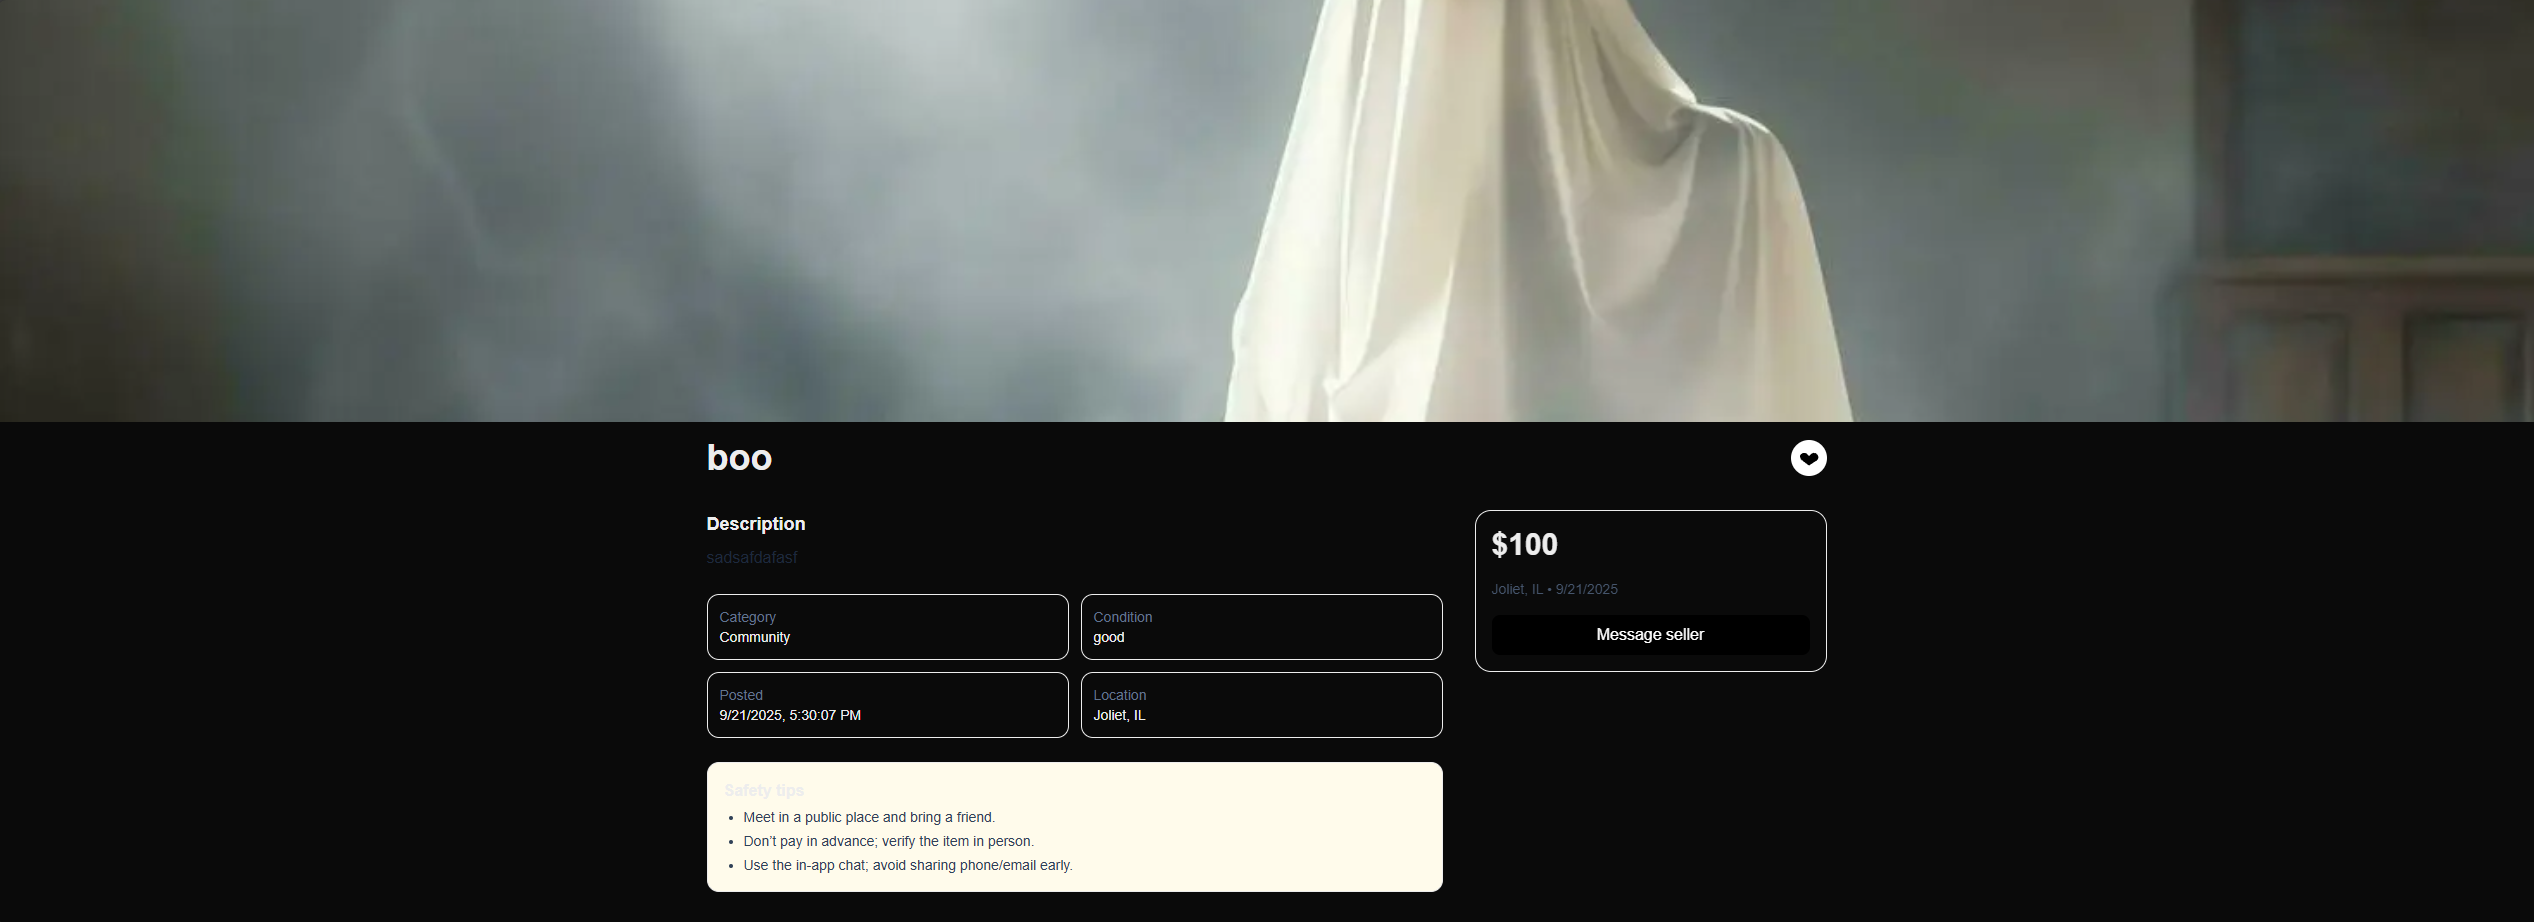 boo
Description
sadsafdafasf
Category
Community
Condition
good
Posted
9/21/2025, 5:30:07 PM
Location
Joliet, IL
Safety tips
• Meet in a public place and bring a friend.
• Don’t pay in advance; verify the item in person.
• Use the in-app chat; avoid sharing phone/email early.
$100
Joliet, IL • 9/21/2025
Message seller